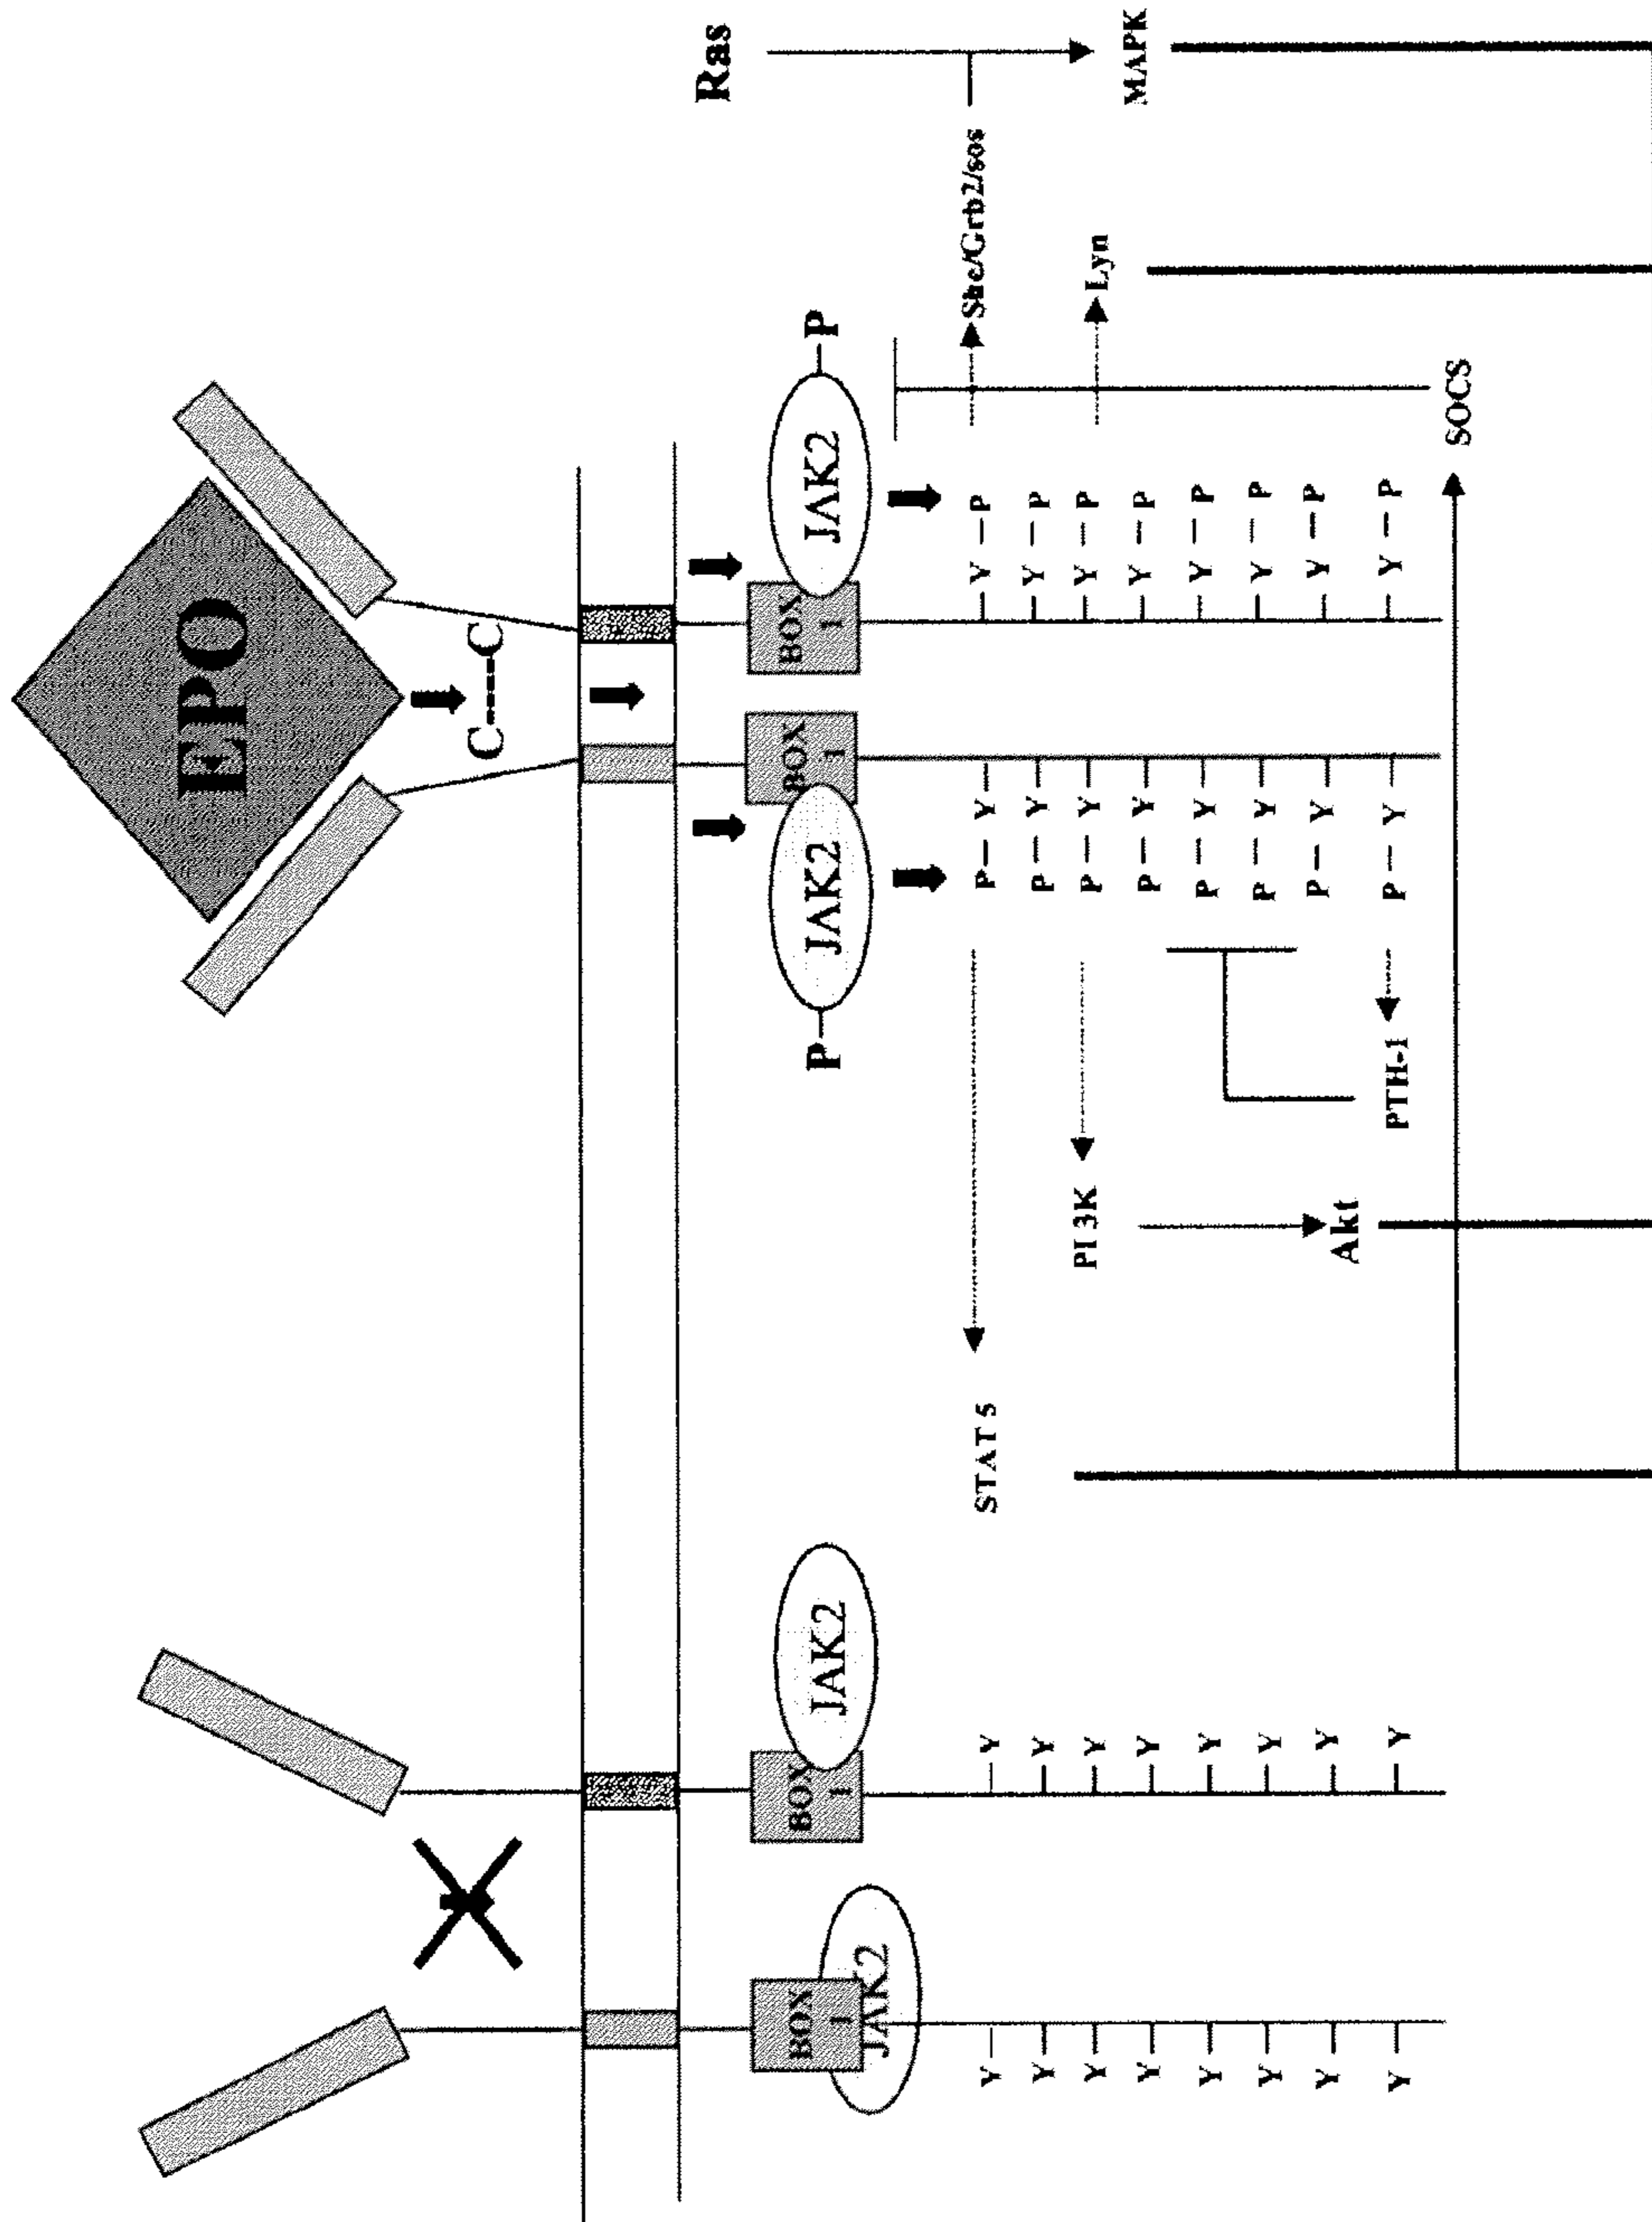 EPO
C----C
Ras
BOX 1
JAK2
BOX 1
JAK2
P— JAK2
BOX 1
BOX 1
JAK2 —P
Y— —Y STAT 5 P— Y— —Y —P Shc/Grb2/sos
Y— —Y P— Y— —Y —P
Y— —Y PI 3K P— Y— —Y —P Lyn
Y— —Y P— Y— —Y —P MAPK
Y— —Y P— Y— —Y —P
Y— —Y P— Y— —Y —P
Y— —Y Akt P— Y— —Y —P
Y— —Y PTH-1 P— Y— —Y —P
SOCS